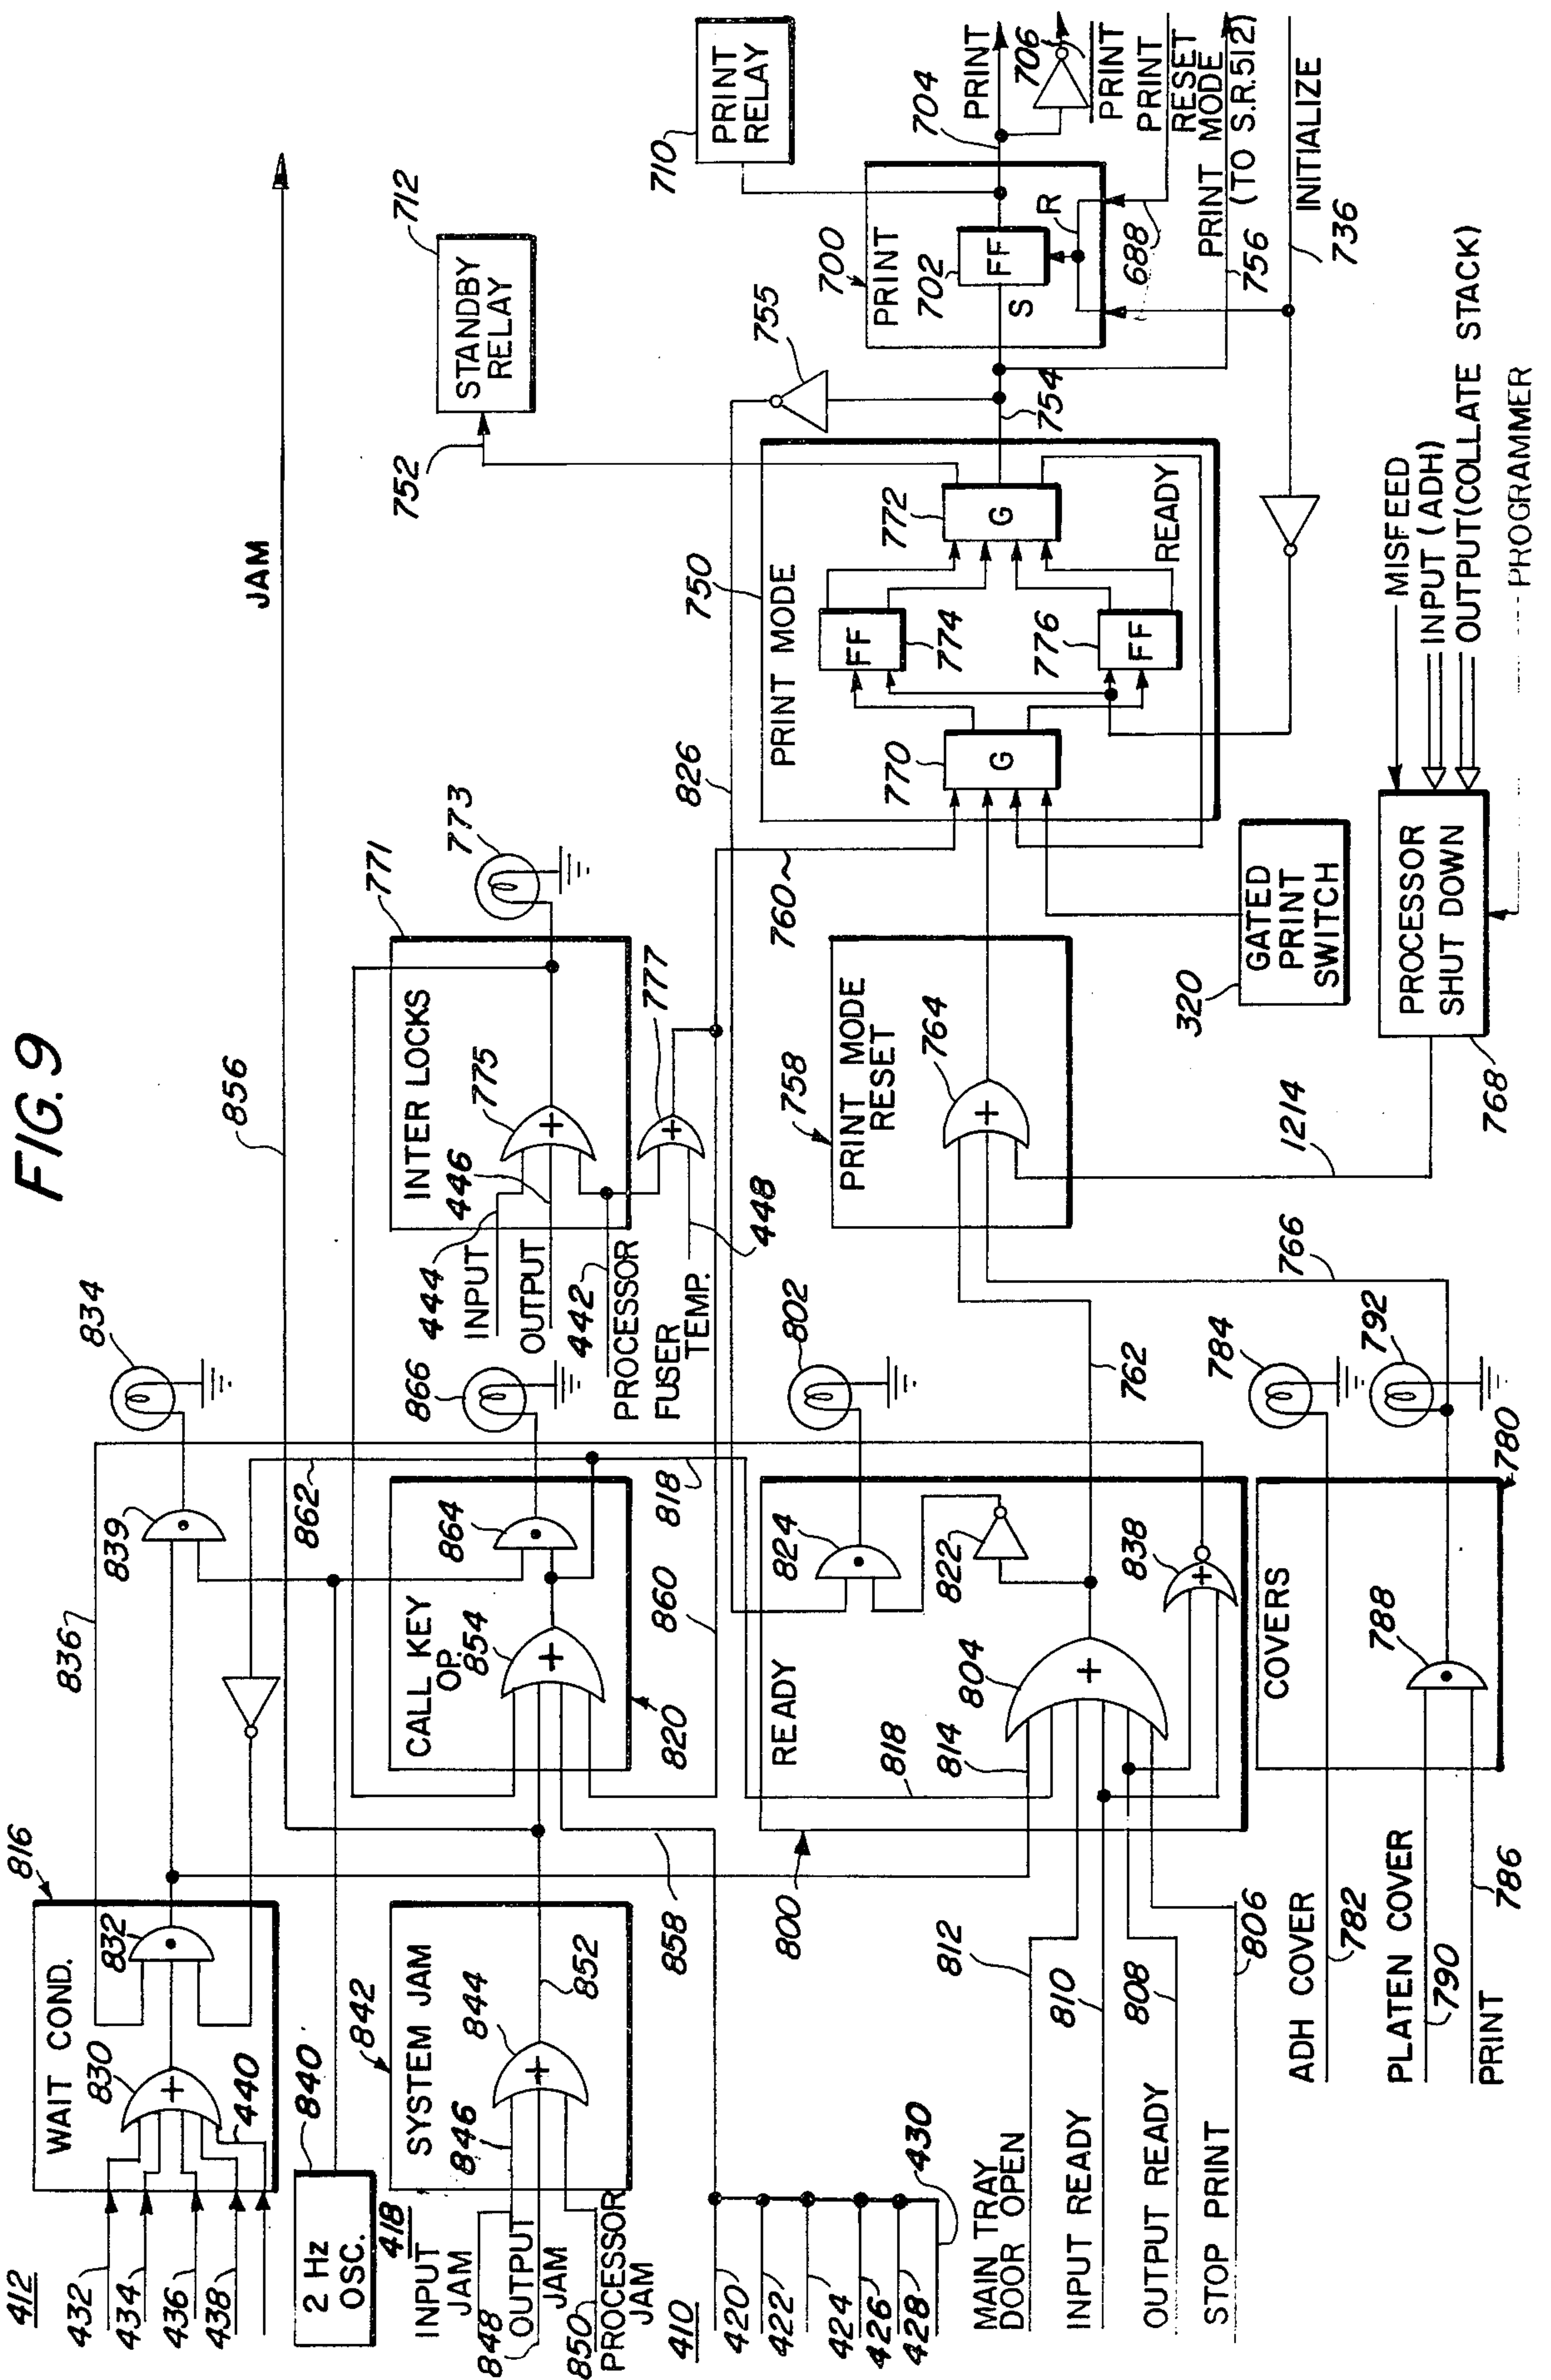 FIG. 9
412
432
434
436
438
WAIT COND.
830
832
440
816
836
839
834
856
JAM
2 Hz
OSC.
840
418
SYSTEM JAM
842
844
846
INPUT
JAM
848
OUTPUT
JAM
850
PROCESSOR
JAM
852
858
CALL KEY
OP.
854
864
820
862
818
860
866
INTER LOCKS
775
771
773
444
INPUT
446
OUTPUT
442
PROCESSOR
FUSER
TEMP.
448
777
826
760
STANDBY
RELAY
712
752
PRINT
RELAY
710
410
420
422
424
426
428
430
READY
800
804
814
818
822
824
838
802
762
MAIN TRAY
DOOR OPEN
812
INPUT READY
810
OUTPUT READY
808
STOP PRINT
806
PRINT MODE
RESET
758
764
766
1214
PRINT MODE
750
770
G
FF
774
776
FF
772
G
READY
754
755
PRINT
700
702
FF
S
R
704
PRINT
706
PRINT
PRINT
RESET
688
PRINT MODE
(TO S.R. 512)
756
INITIALIZE
736
COVERS
780
788
784
792
ADH COVER
782
PLATEN COVER
790
PRINT
786
GATED
PRINT
SWITCH
320
PROCESSOR
SHUT DOWN
768
MISFEED
INPUT (ADH)
OUTPUT(COLLATE STACK)
PROGRAMMER